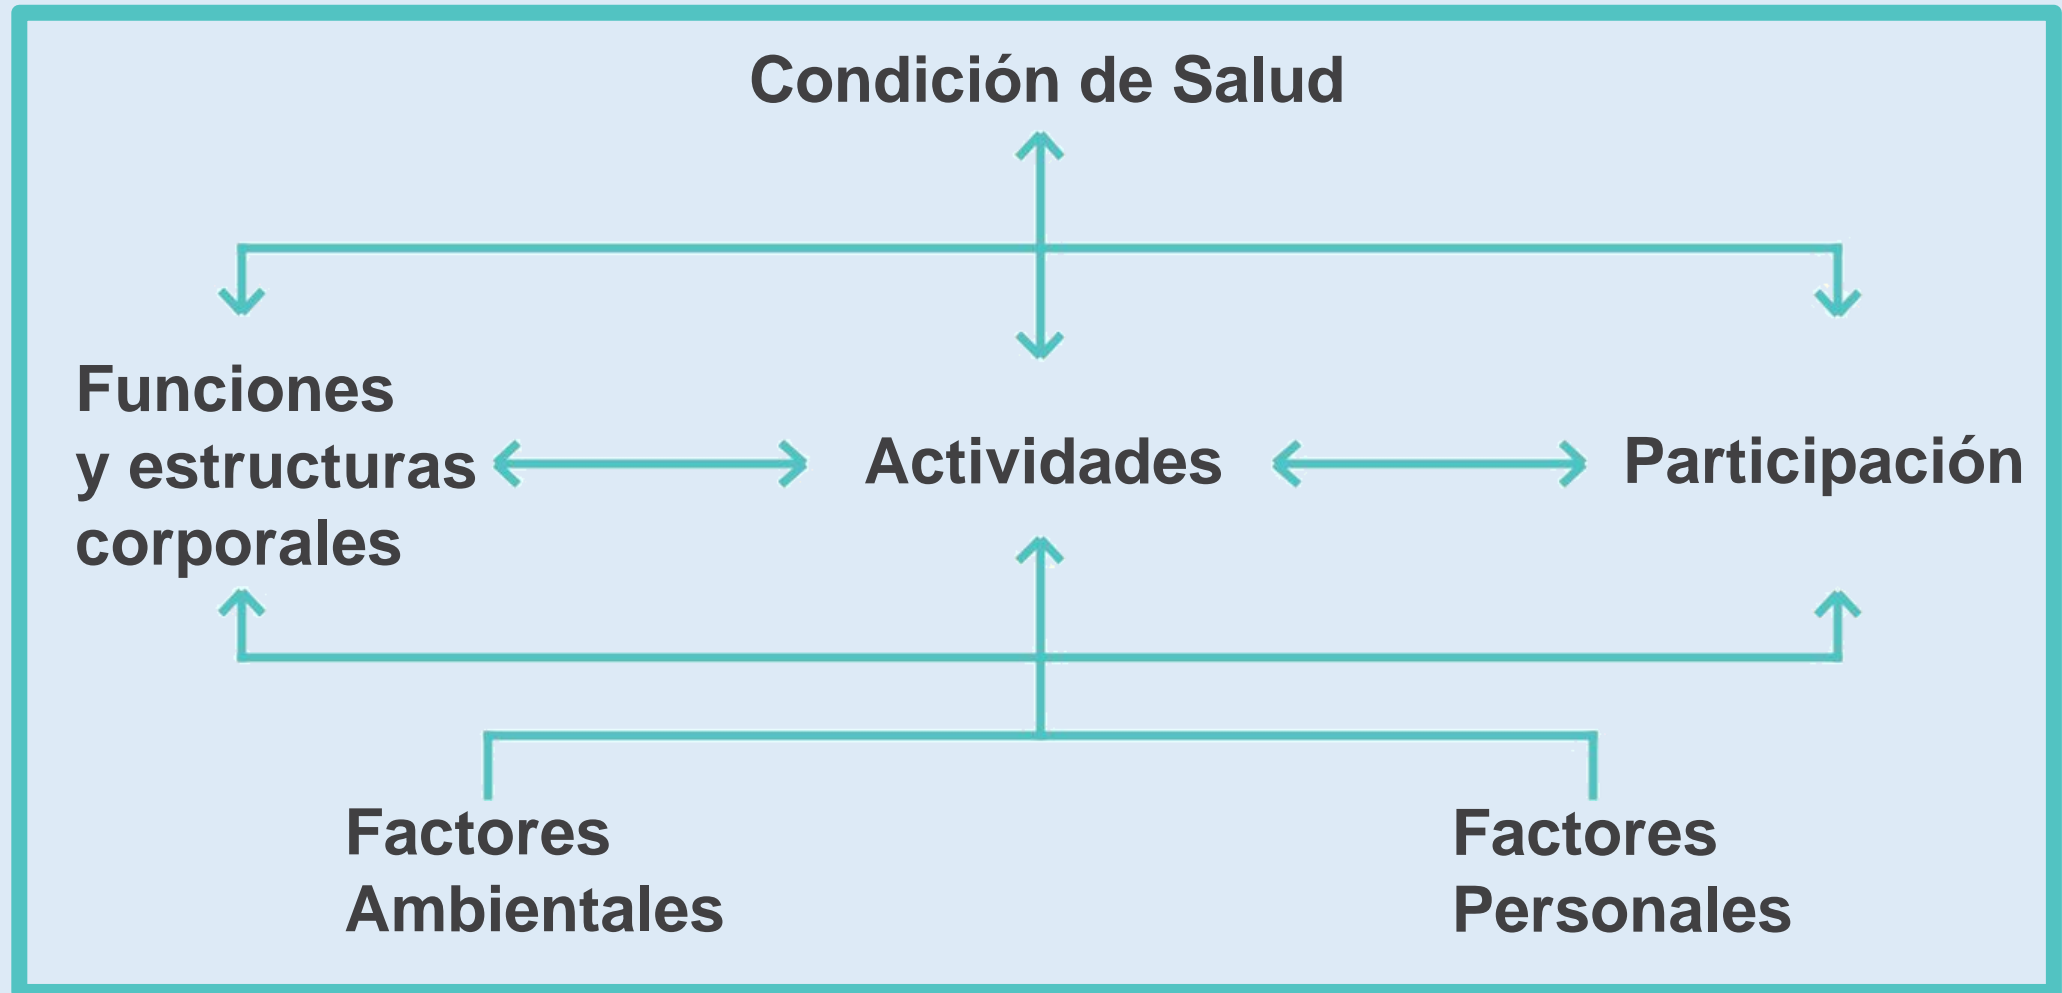 Condición de Salud
Funciones
y estructuras
corporales
Actividades
Participación
Factores
Ambientales
Factores
Personales